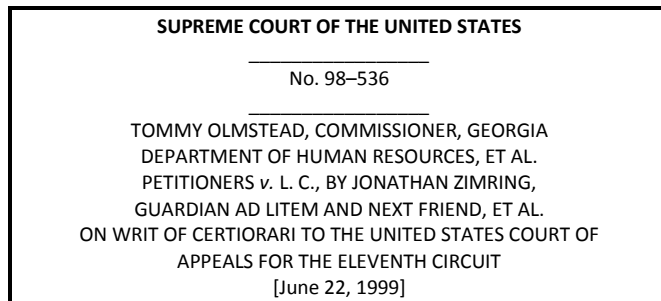 SUPREME COURT OF THE UNITED STATES
No. 98–536
TOMMY OLMSTEAD, COMMISSIONER, GEORGIA
DEPARTMENT OF HUMAN RESOURCES, ET AL.
PETITIONERS v. L. C., BY JONATHAN ZIMRING,
GUARDIAN AD LITEM AND NEXT FRIEND, ET AL.
ON WRIT OF CERTIORARI TO THE UNITED STATES COURT OF
APPEALS FOR THE ELEVENTH CIRCUIT
[June 22, 1999]